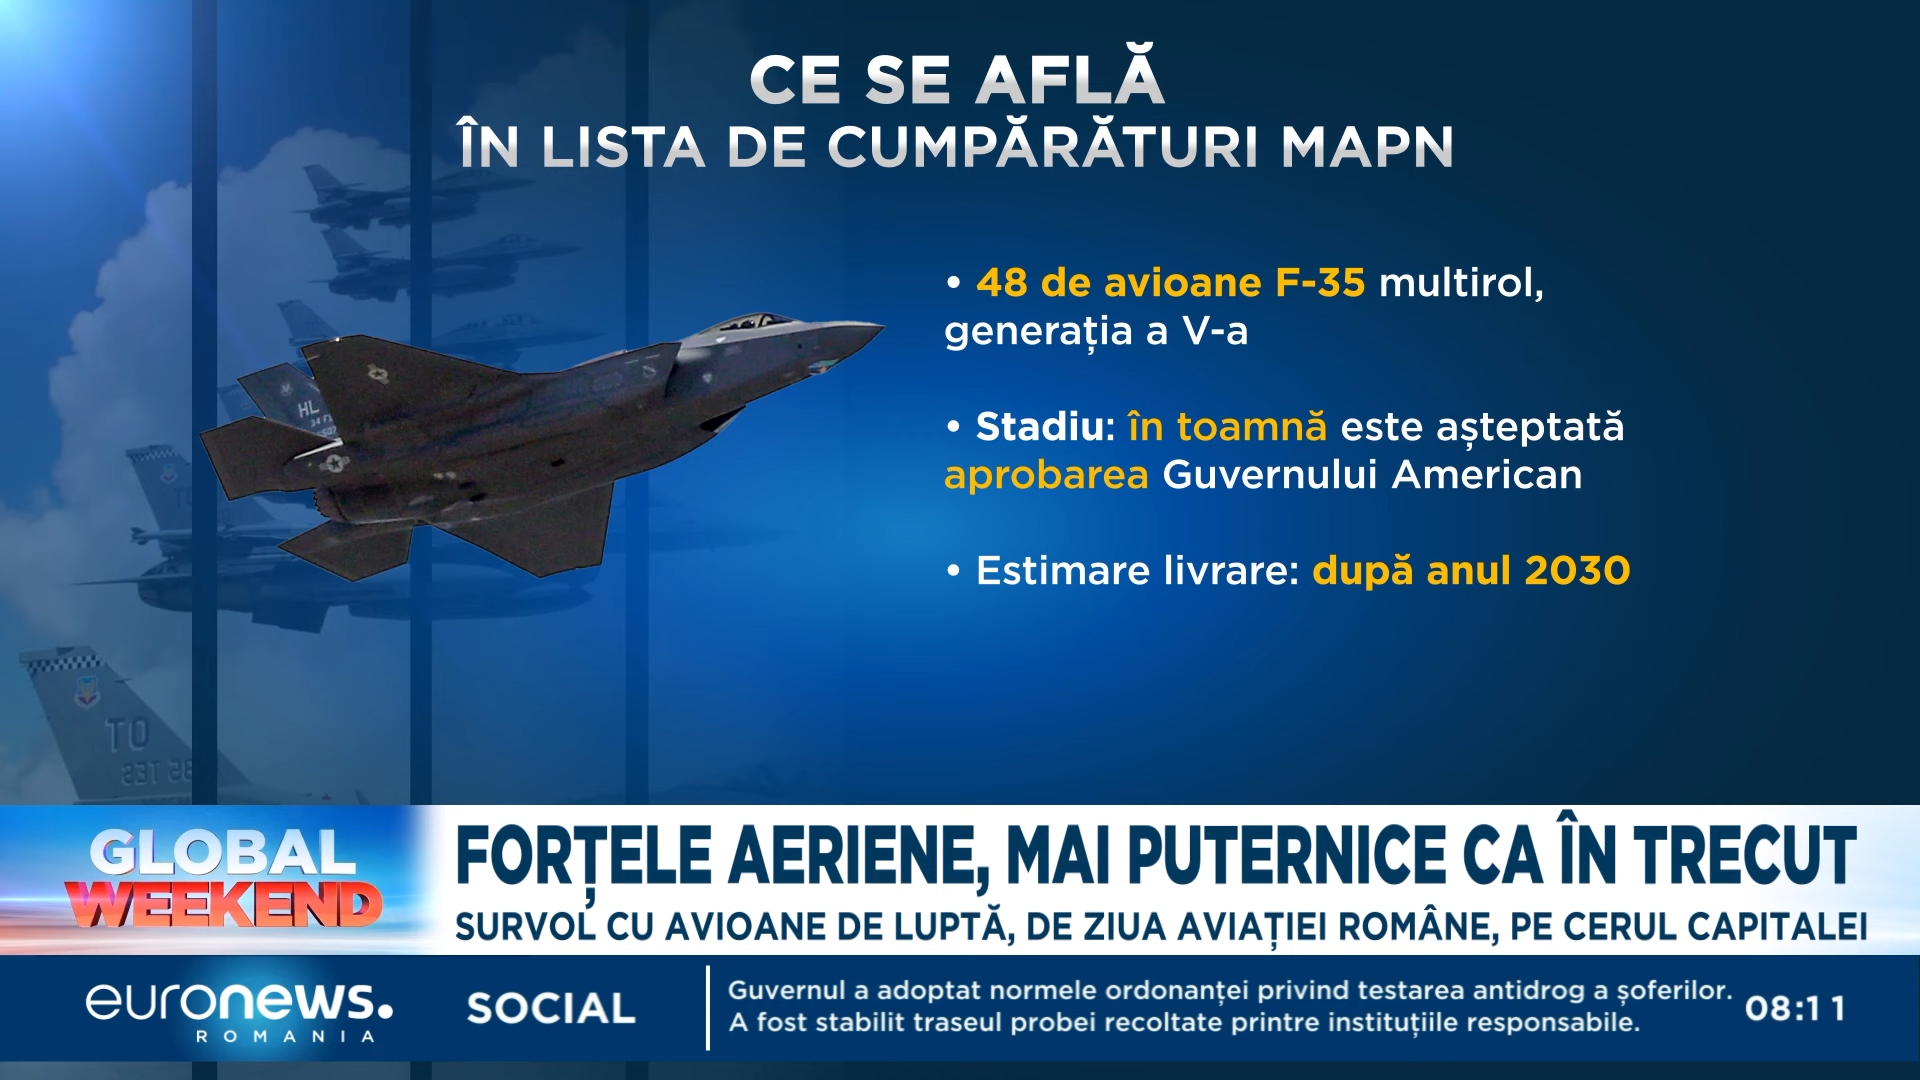 CE SE AFLĂ
ÎN LISTA DE CUMPĂRĂTURI MAPN
• 48 de avioane F-35 multirol,
generația a V-a
• Stadiu: în toamnă este așteptată
aprobarea Guvernului American
• Estimare livrare: după anul 2030
HL
34 F
TO
GLOBAL
WEEKEND
FORȚELE AERIENE, MAI PUTERNICE CA ÎN TRECUT
SURVOL CU AVIOANE DE LUPTĂ, DE ZIUA AVIAȚIEI ROMÂNE, PE CERUL CAPITALEI
euronews.
ROMANIA
SOCIAL
Guvernul a adoptat normele ordonanței privind testarea antidrog a șoferilor.
A fost stabilit traseul probei recoltate printre instituțiile responsabile.
08:11